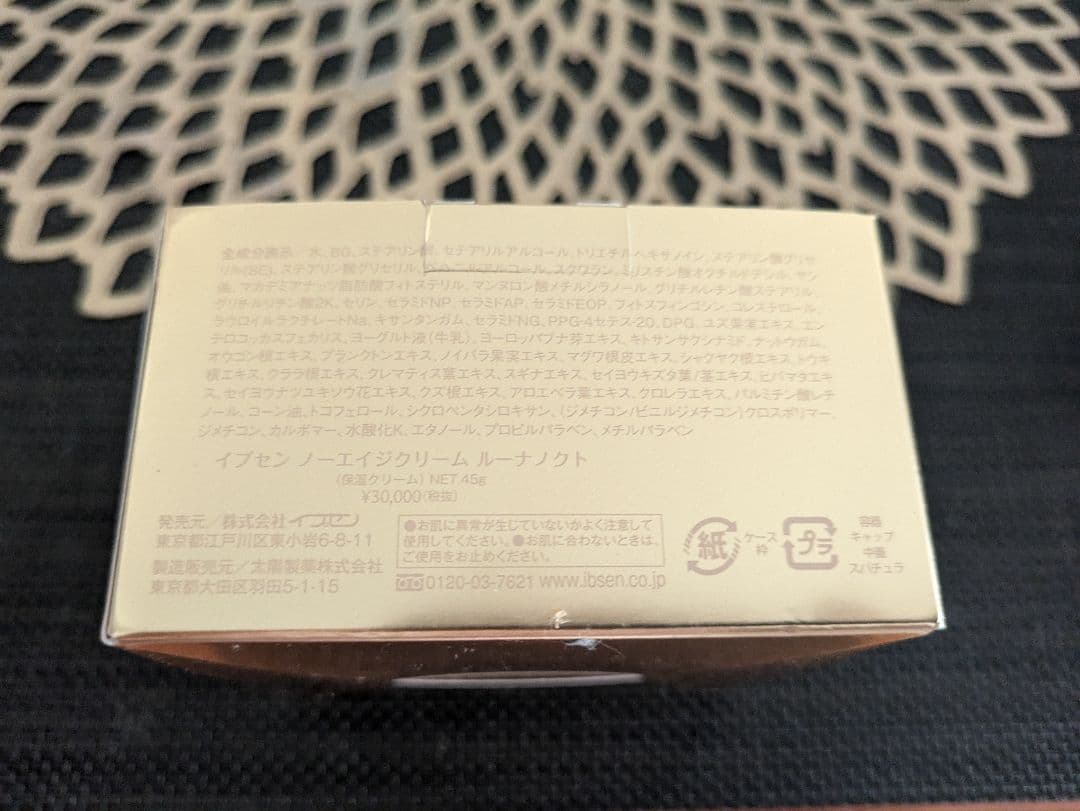 全成分表示／水、BG、ステアリン酸、セテアリルアルコール、トリエチルヘキサノイン、ステアリン酸グリセ
リル(SE)、ステアリン酸グリセリル、アルコール、スクワラン、ミリスチン酸オクチルドデシル、ヤシ
油、マカデミアナッツ脂肪酸フィトステリル、マンヌロン酸メチルシラノール、グリチルレチン酸ステアリル、
グリチルリチン酸2K、セリン、セラミドNP、セラミドAP、セラミドEOP、フィトスフィンゴシン、コレステロール、
ラウロイルラクチレートNa、キサンタンガム、セラミドNG、PPG-4セテス-20、DPG、ユズ果実エキス、エン
テロコッカスフェカリス、ヨーグルト液(牛乳)、ヨーロッパブナ芽エキス、キトサンサクシナミド、ナットウガム、
オウゴン根エキス、プランクトンエキス、ノイバラ果実エキス、マグワ根皮エキス、シャクヤク根エキス、トウキ
根エキス、クララ根エキス、クレマティス葉エキス、スギナエキス、セイヨウキズタ葉/茎エキス、ヒバマタエキ
ス、セイヨウナツユキソウ花エキス、クズ根エキス、アロエベラ葉エキス、クロレラエキス、パルミチン酸レチ
ノール、コーン油、トコフェロール、シクロペンタシロキサン、(ジメチコン/ビニルジメチコン)クロスポリマー、
ジメチコン、カルボマー、水酸化K、エタノール、プロピルパラベン、メチルパラベン
イプセン ノーエイジクリーム ルーナノクト
(保湿クリーム) NET.45g
¥30,000(税抜)
発売元／株式会社イプセン
東京都江戸川区東小岩6-8-11
製造販売元／太陽製薬株式会社
東京都大田区羽田5-1-15
●お肌に異常が生じていないかよく注意して
使用してください。●お肌に合わないときは、
ご使用をお止めください。
0120-03-7621 www.ibsen.co.jp
紙
ケース
枠
プラ
容器
キャップ
中蓋
スパチュラ